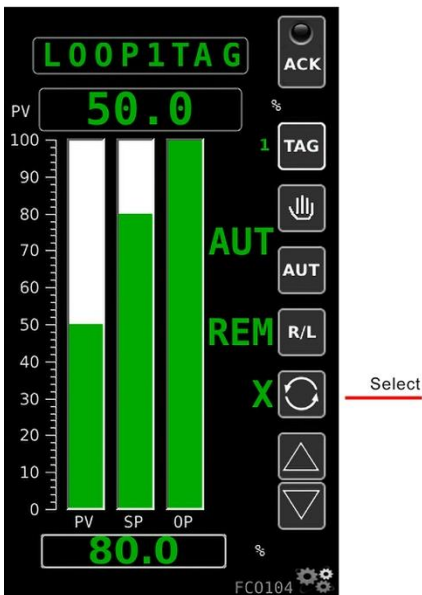 LOOP1TAG
ACK
PV 50.0 %
1 TAG
100
90
80
70
60
50
40
30
20
10
0
AUT
AUT
REM R/L
X Select
PV SP OP
80.0 %
FCO104